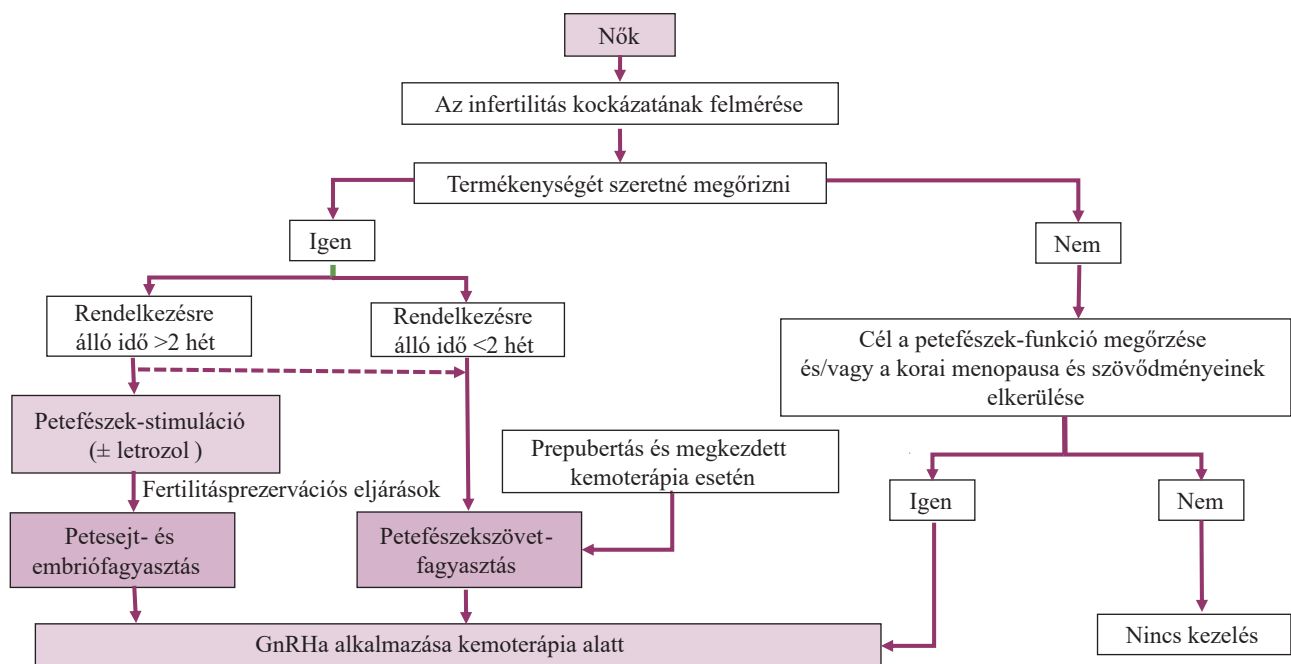 Nők
Az infertilitás kockázatának felmérése
Termékenységét szeretné megőrizni
Igen
Nem
Rendelkezésre
álló idő >2 hét
Rendelkezésre
álló idő <2 hét
Cél a petefészek-funkció megőrzése
és/vagy a korai menopausa és szövődményeinek
elkerülése
Petefészek-stimuláció
(± letrozol )
Prepubertás és megkezdett
kemoterápia esetén
Igen
Nem
Fertilitásprezervációs eljárások
Petesejt- és
embriófagyasztás
Petefészekszövet-
fagyasztás
GnRHa alkalmazása kemoterápia alatt
Nincs kezelés